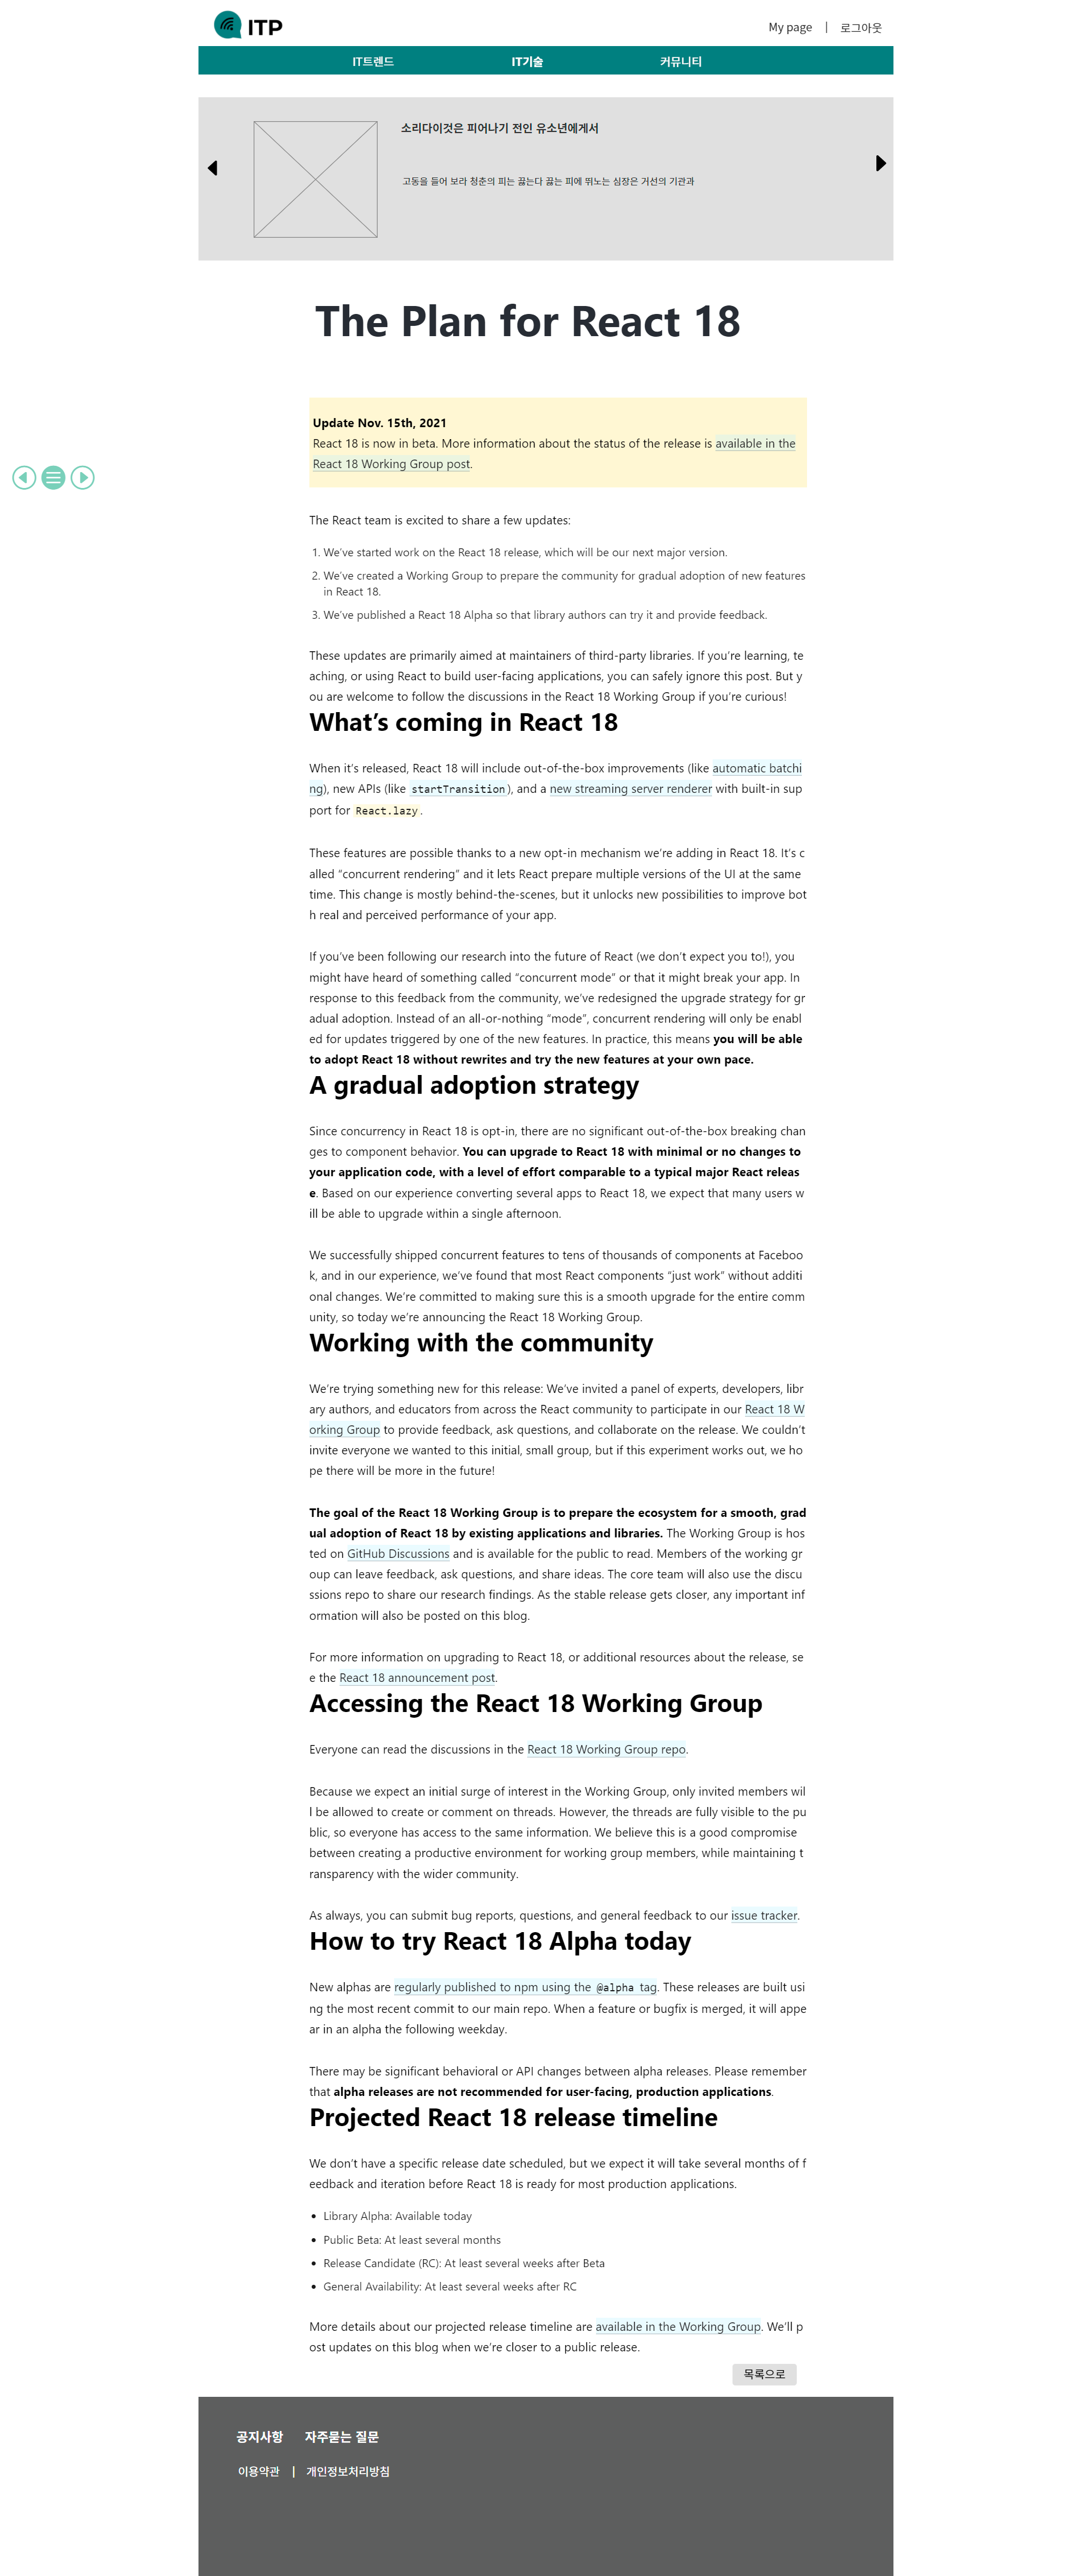 ITP
My page | 로그아웃
IT트렌드 IT기술 커뮤니티
소리다이것은 피어나기 전인 유소년에게서
고동을 들어 보라 청춘의 피는 끓는다 끓는 피에 뛰노는 심장은 거선의 기관과
The Plan for React 18
Update Nov. 15th, 2021
React 18 is now in beta. More information about the status of the release is available in the
React 18 Working Group post.
The React team is excited to share a few updates:
1. We've started work on the React 18 release, which will be our next major version.
2. We've created a Working Group to prepare the community for gradual adoption of new features
in React 18.
3. We've published a React 18 Alpha so that library authors can try it and provide feedback.
These updates are primarily aimed at maintainers of third-party libraries. If you’re learning, te
aching, or using React to build user-facing applications, you can safely ignore this post. But y
ou are welcome to follow the discussions in the React 18 Working Group if you’re curious!
What’s coming in React 18
When it’s released, React 18 will include out-of-the-box improvements (like automatic batchi
ng), new APIs (like startTransition), and a new streaming server renderer with built-in sup
port for React.lazy.
These features are possible thanks to a new opt-in mechanism we’re adding in React 18. It’s c
alled “concurrent rendering” and it lets React prepare multiple versions of the UI at the same
time. This change is mostly behind-the-scenes, but it unlocks new possibilities to improve bot
h real and perceived performance of your app.
If you’ve been following our research into the future of React (we don’t expect you to!), you
might have heard of something called “concurrent mode” or that it might break your app. In
response to this feedback from the community, we’ve redesigned the upgrade strategy for gr
adual adoption. Instead of an all-or-nothing “mode”, concurrent rendering will only be enabl
ed for updates triggered by one of the new features. In practice, this means you will be able
to adopt React 18 without rewrites and try the new features at your own pace.
A gradual adoption strategy
Since concurrency in React 18 is opt-in, there are no significant out-of-the-box breaking chan
ges to component behavior. You can upgrade to React 18 with minimal or no changes to
your application code, with a level of effort comparable to a typical major React releas
e. Based on our experience converting several apps to React 18, we expect that many users w
ill be able to upgrade within a single afternoon.
We successfully shipped concurrent features to tens of thousands of components at Faceboo
k, and in our experience, we’ve found that most React components “just work” without additi
onal changes. We’re committed to making sure this is a smooth upgrade for the entire comm
unity, so today we’re announcing the React 18 Working Group.
Working with the community
We’re trying something new for this release: We’ve invited a panel of experts, developers, libr
ary authors, and educators from across the React community to participate in our React 18 W
orking Group to provide feedback, ask questions, and collaborate on the release. We couldn’t
invite everyone we wanted to this initial, small group, but if this experiment works out, we ho
pe there will be more in the future!
The goal of the React 18 Working Group is to prepare the ecosystem for a smooth, grad
ual adoption of React 18 by existing applications and libraries. The Working Group is hos
ted on GitHub Discussions and is available for the public to read. Members of the working gr
oup can leave feedback, ask questions, and share ideas. The core team will also use the discu
ssions repo to share our research findings. As the stable release gets closer, any important inf
ormation will also be posted on this blog.
For more information on upgrading to React 18, or additional resources about the release, se
e the React 18 announcement post.
Accessing the React 18 Working Group
Everyone can read the discussions in the React 18 Working Group repo.
Because we expect an initial surge of interest in the Working Group, only invited members wil
l be allowed to create or comment on threads. However, the threads are fully visible to the pu
blic, so everyone has access to the same information. We believe this is a good compromise
between creating a productive environment for working group members, while maintaining t
ransparency with the wider community.
As always, you can submit bug reports, questions, and general feedback to our issue tracker.
How to try React 18 Alpha today
New alphas are regularly published to npm using the @alpha tag. These releases are built usi
ng the most recent commit to our main repo. When a feature or bugfix is merged, it will appe
ar in an alpha the following weekday.
There may be significant behavioral or API changes between alpha releases. Please remember
that alpha releases are not recommended for user-facing, production applications.
Projected React 18 release timeline
We don’t have a specific release date scheduled, but we expect it will take several months of f
eedback and iteration before React 18 is ready for most production applications.
• Library Alpha: Available today
• Public Beta: At least several months
• Release Candidate (RC): At least several weeks after Beta
• General Availability: At least several weeks after RC
More details about our projected release timeline are available in the Working Group. We’ll p
ost updates on this blog when we’re closer to a public release.
목록으로
공지사항 자주묻는 질문
이용약관 | 개인정보처리방침